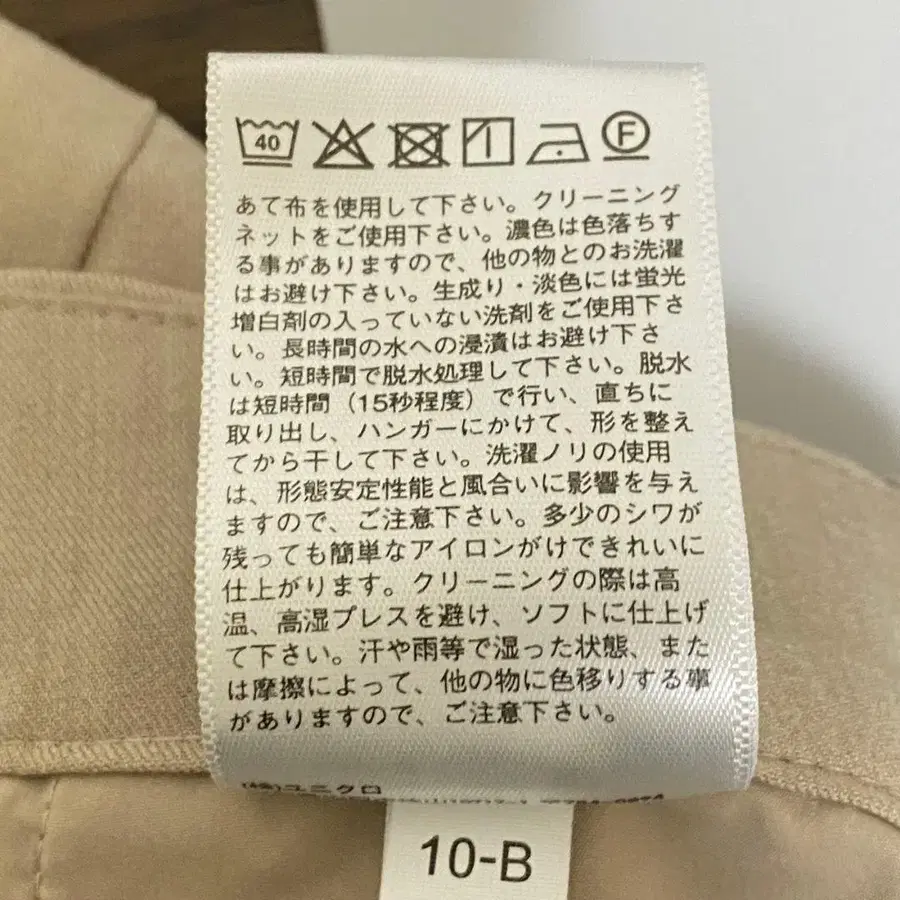 40 F
あて布を使用して下さい。クリーニング
ネットをご使用下さい。濃色は色落ちす
る事がありますので、他の物とのお洗濯
はお避け下さい。生成り・淡色には蛍光
増白剤の入っていない洗剤をご使用下さ
い。長時間の水への浸漬はお避け下さ
い。短時間で脱水処理して下さい。脱水
は短時間（15秒程度）で行い、直ちに
取り出し、ハンガーにかけて、形を整え
てから干して下さい。洗濯ノリの使用
は、形態安定性能と風合いに影響を与え
ますので、ご注意下さい。多少のシワが
残っても簡単なアイロンがけできれいに
仕上がります。クリーニングの際は高
温、高湿プレスを避け、ソフトに仕上げ
て下さい。汗や雨等で湿った状態、また
は摩擦によって、他の物に色移りする事
がありますので、ご注意下さい。
(株)ユニクロ
10-B